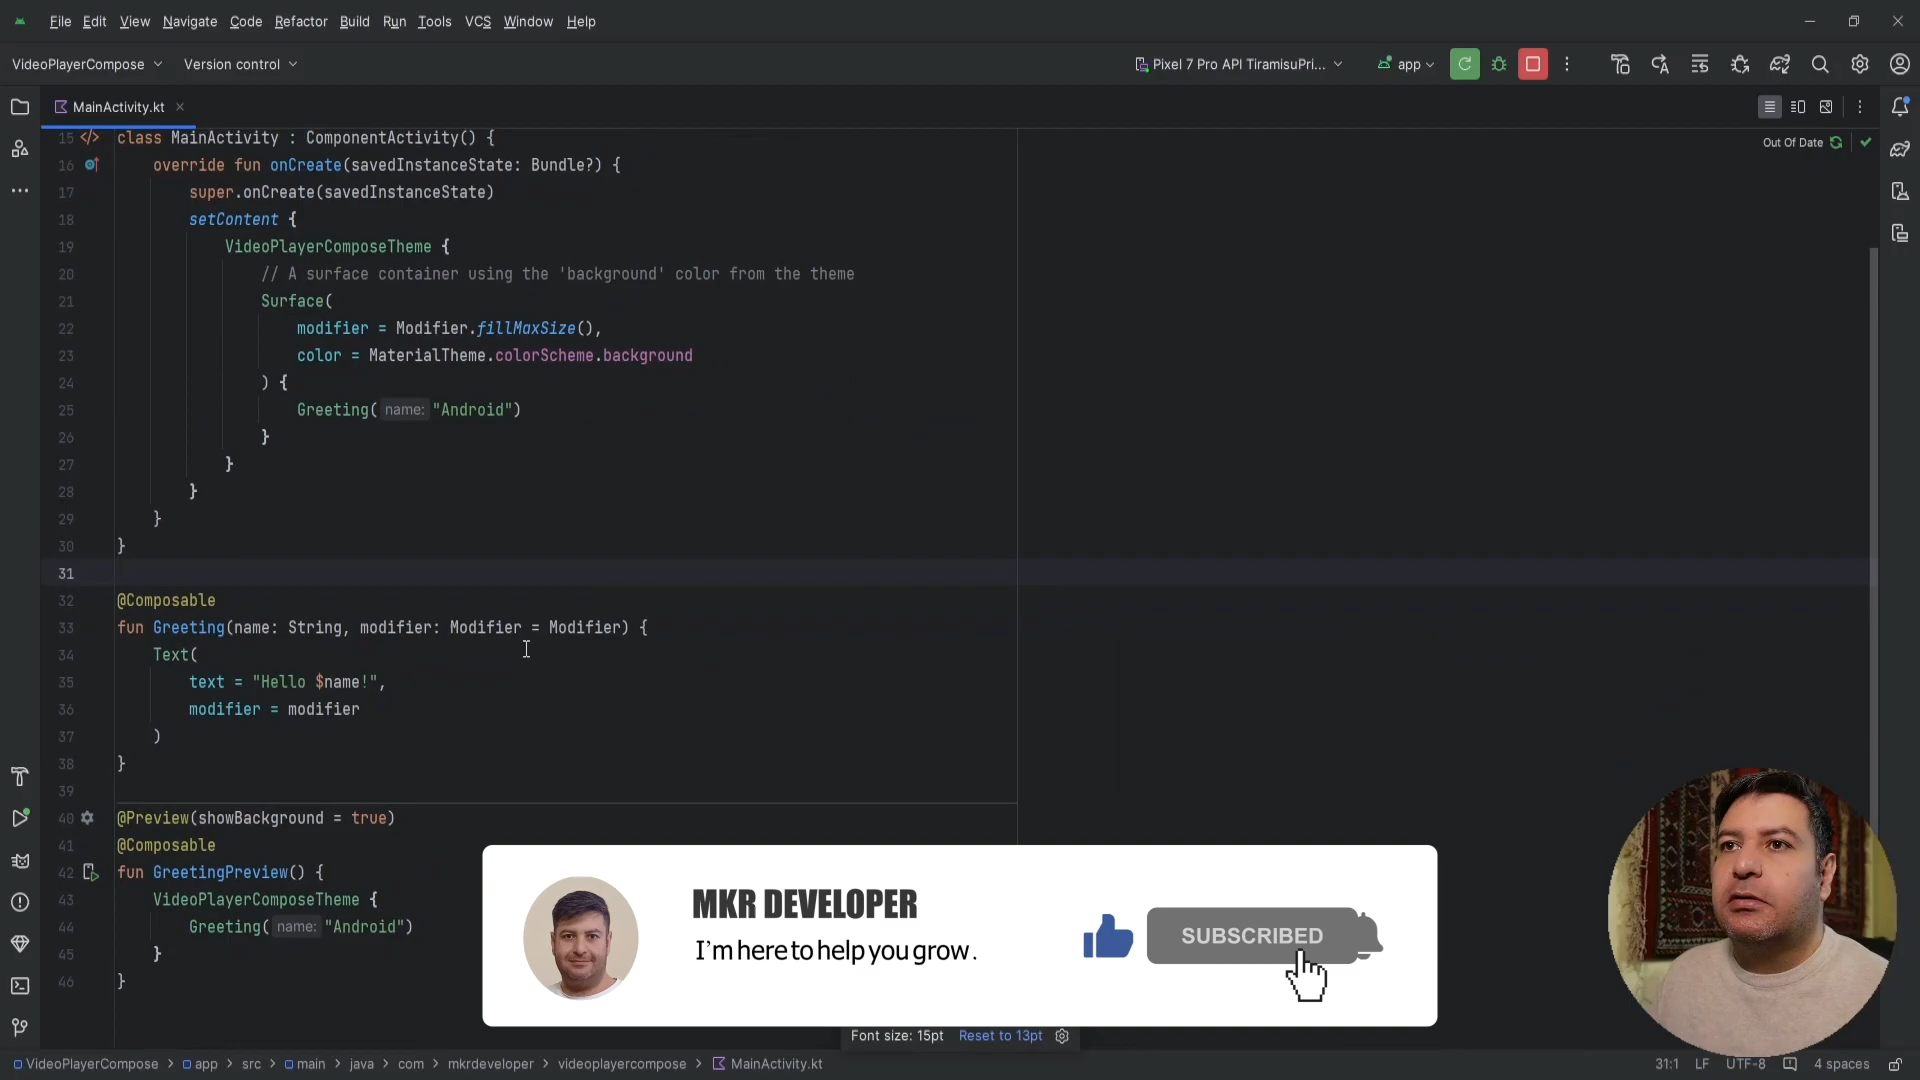 File Edit View Navigate Code Refactor Build Run Tools VCS Window Help
VideoPlayerCompose Version control Pixel 7 Pro API TiramisuPri... app
MainActivity.kt
Out Of Date
15 class MainActivity : ComponentActivity() {
16 override fun onCreate(savedInstanceState: Bundle?) {
17 super.onCreate(savedInstanceState)
18 setContent {
19 VideoPlayerComposeTheme {
20 // A surface container using the 'background' color from the theme
21 Surface(
22 modifier = Modifier.fillMaxSize(),
23 color = MaterialTheme.colorScheme.background
24 ) {
25 Greeting( name: "Android")
26 }
27 }
28 }
29 }
30 }
31
32 @Composable
33 fun Greeting(name: String, modifier: Modifier = Modifier) {
34 Text(
35 text = "Hello $name!",
36 modifier = modifier
37 )
38 }
39
40 @Preview(showBackground = true)
41 @Composable
42 fun GreetingPreview() {
43 VideoPlayerComposeTheme {
44 Greeting( name: "Android")
45 }
46 }
MKR DEVELOPER
I'm here to help you grow.
SUBSCRIBED
Font size: 15pt Reset to 13pt
VideoPlayerCompose > app > src > main > java > com > mkrdeveloper > videoplayercompose > MainActivity.kt 31:1 LF UTF-8 4 spaces